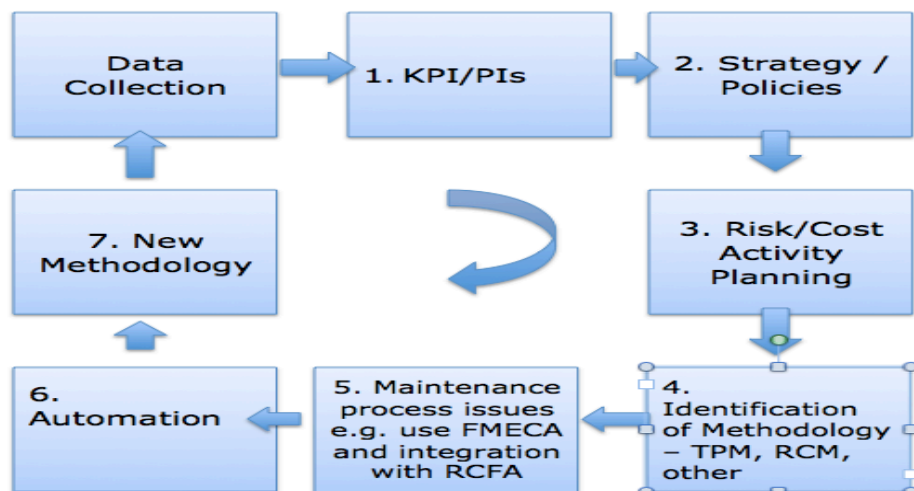 Data
Collection
1. KPI/PIs
2. Strategy /
Policies
3. Risk/Cost
Activity
Planning
4.
Identification
of Methodology
– TPM, RCM,
other
5. Maintenance
process issues
e.g. use FMECA
and integration
with RCFA
6.
Automation
7. New
Methodology